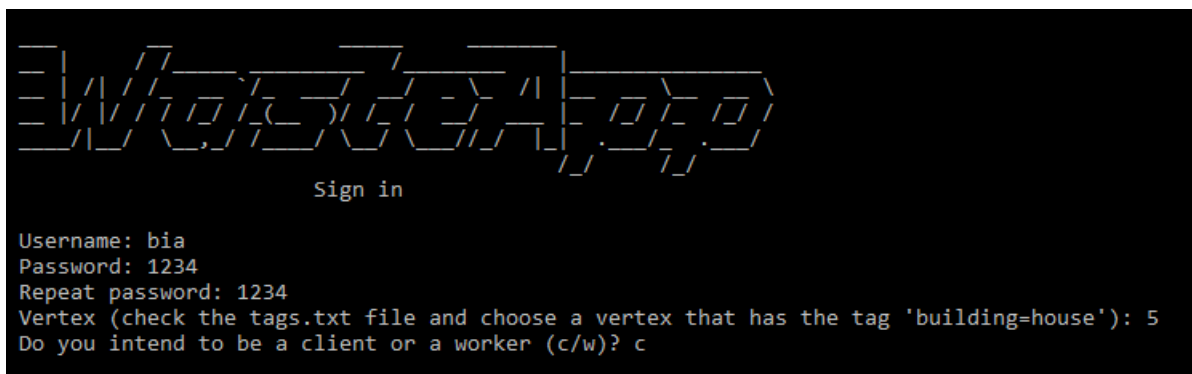 WasteApp
Sign in
Username: bia
Password: 1234
Repeat password: 1234
Vertex (check the tags.txt file and choose a vertex that has the tag 'building=house'): 5
Do you intend to be a client or a worker (c/w)? c